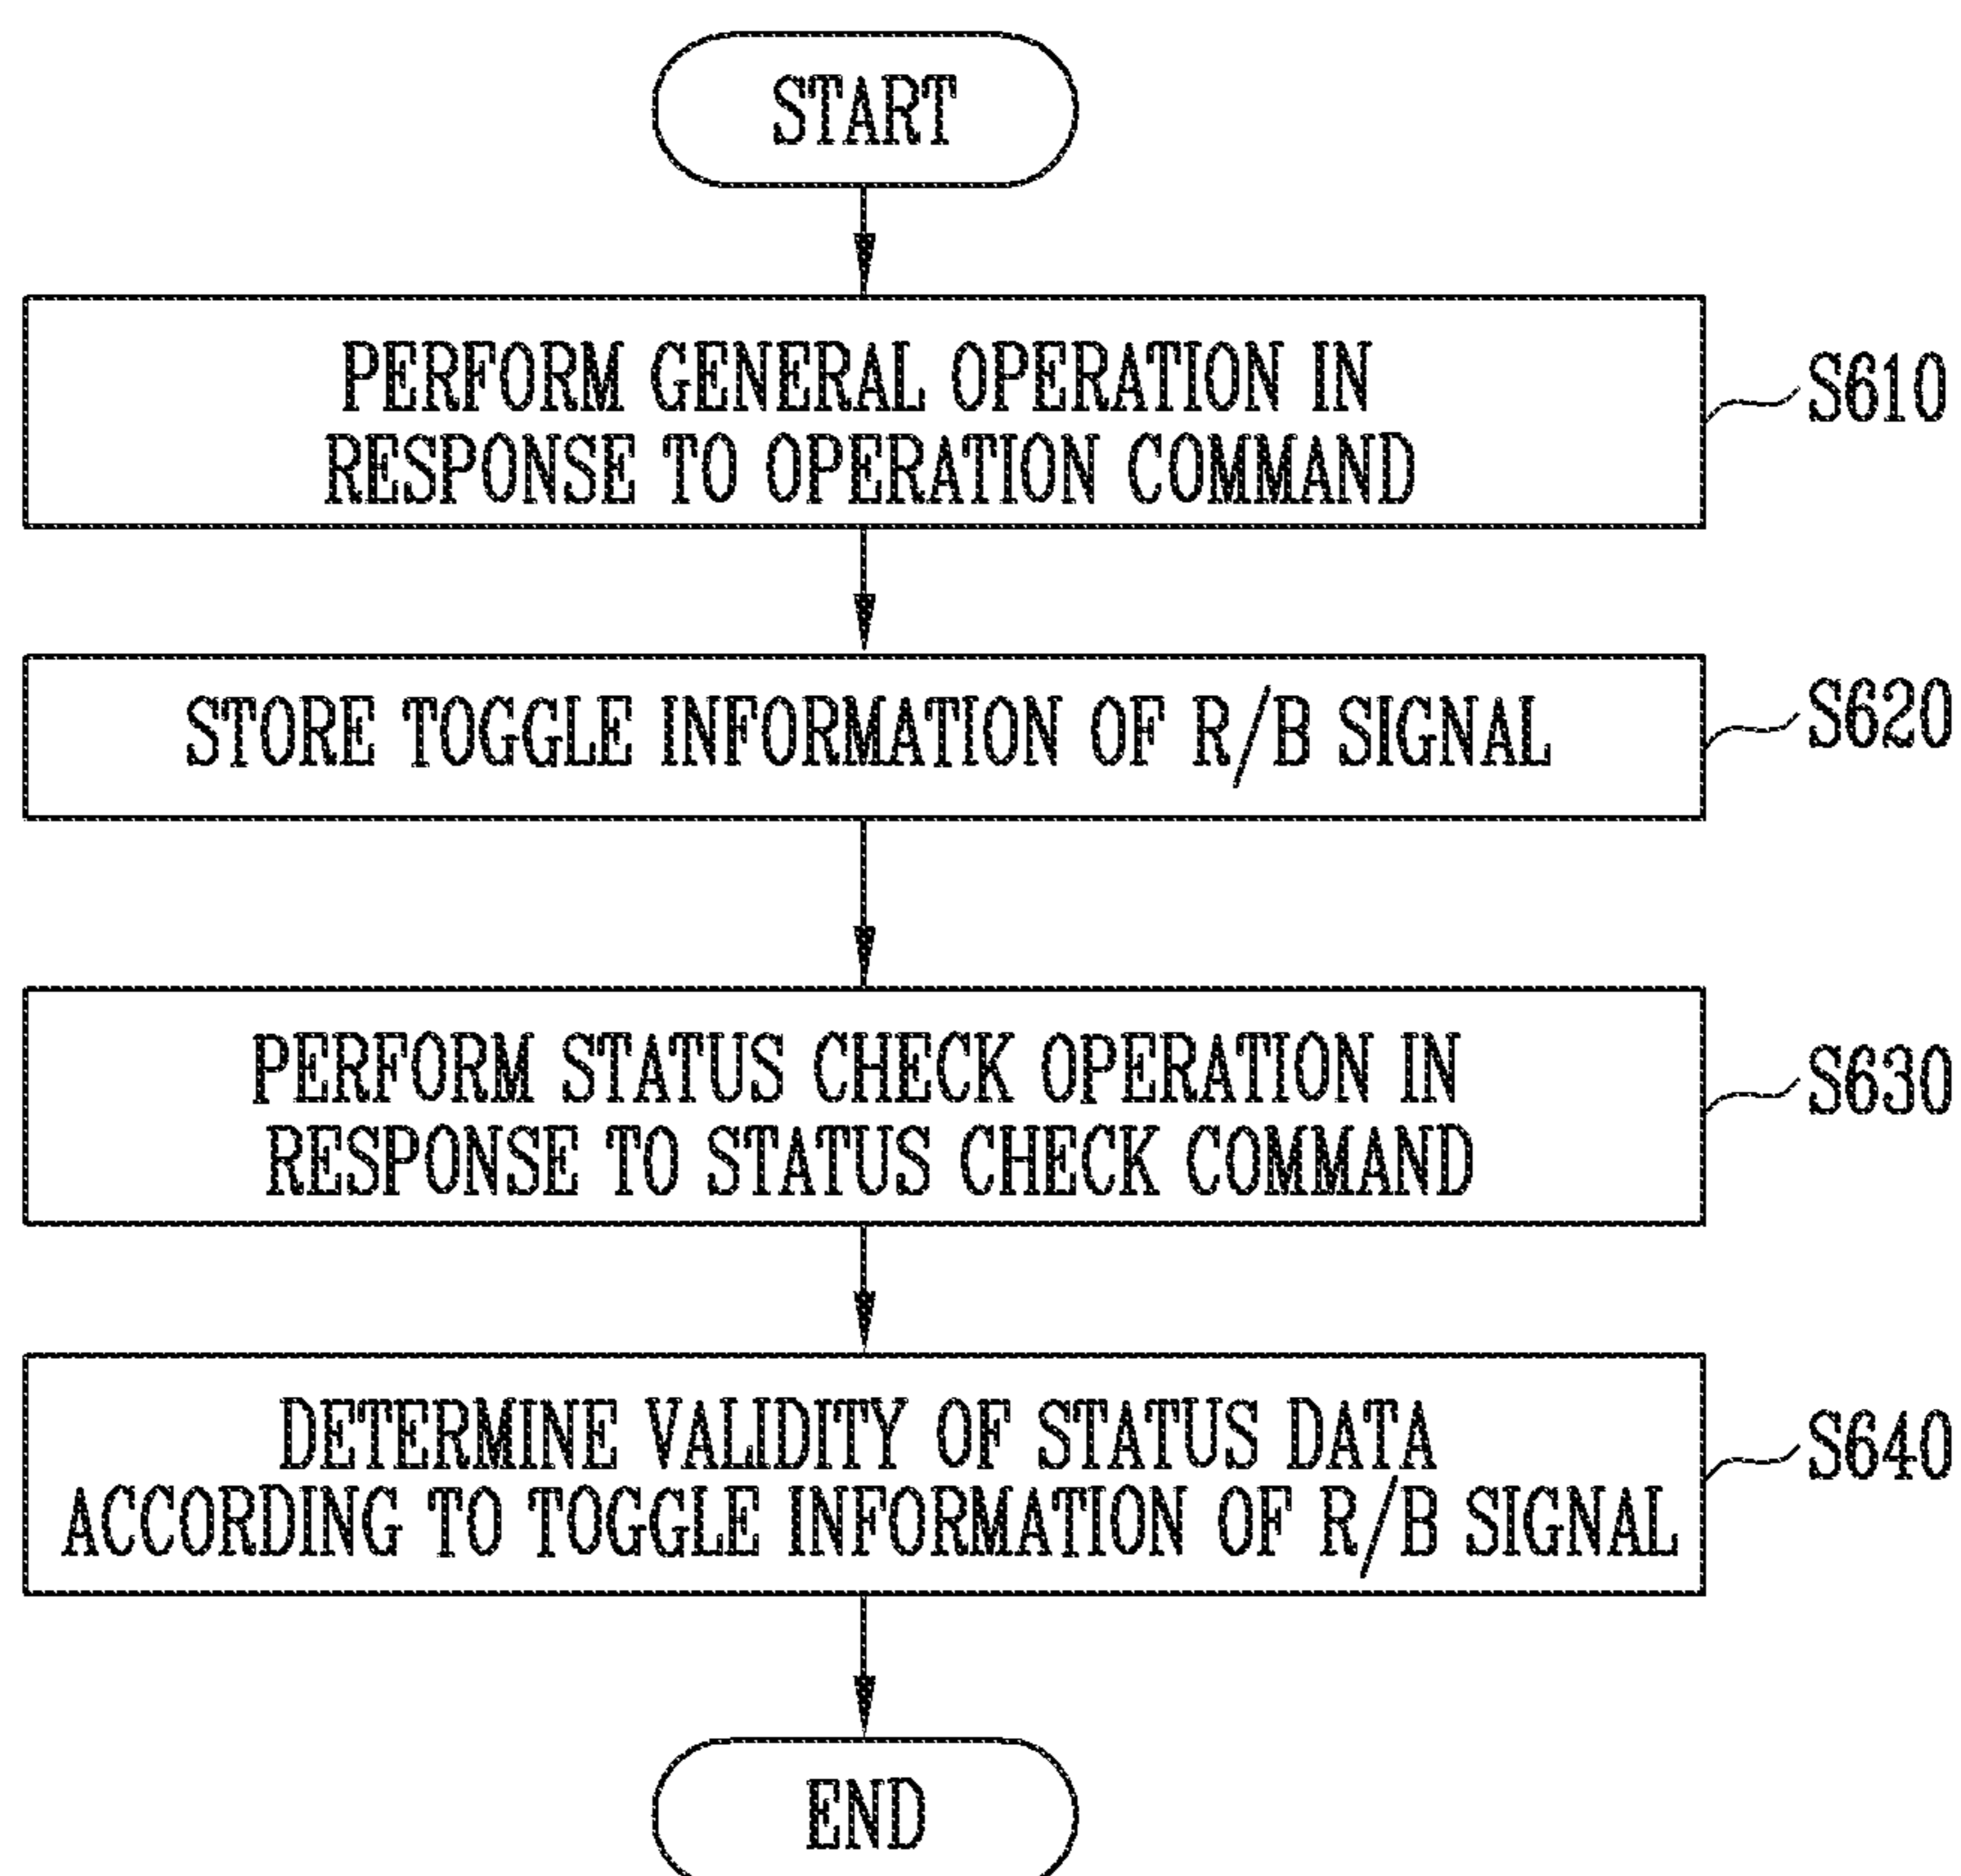 START
PERFORM GENERAL OPERATION IN
RESPONSE TO OPERATION COMMAND
S610
STORE TOGGLE INFORMATION OF R/B SIGNAL
S620
PERFORM STATUS CHECK OPERATION IN
RESPONSE TO STATUS CHECK COMMAND
S630
DETERMINE VALIDITY OF STATUS DATA
ACCORDING TO TOGGLE INFORMATION OF R/B SIGNAL
S640
END